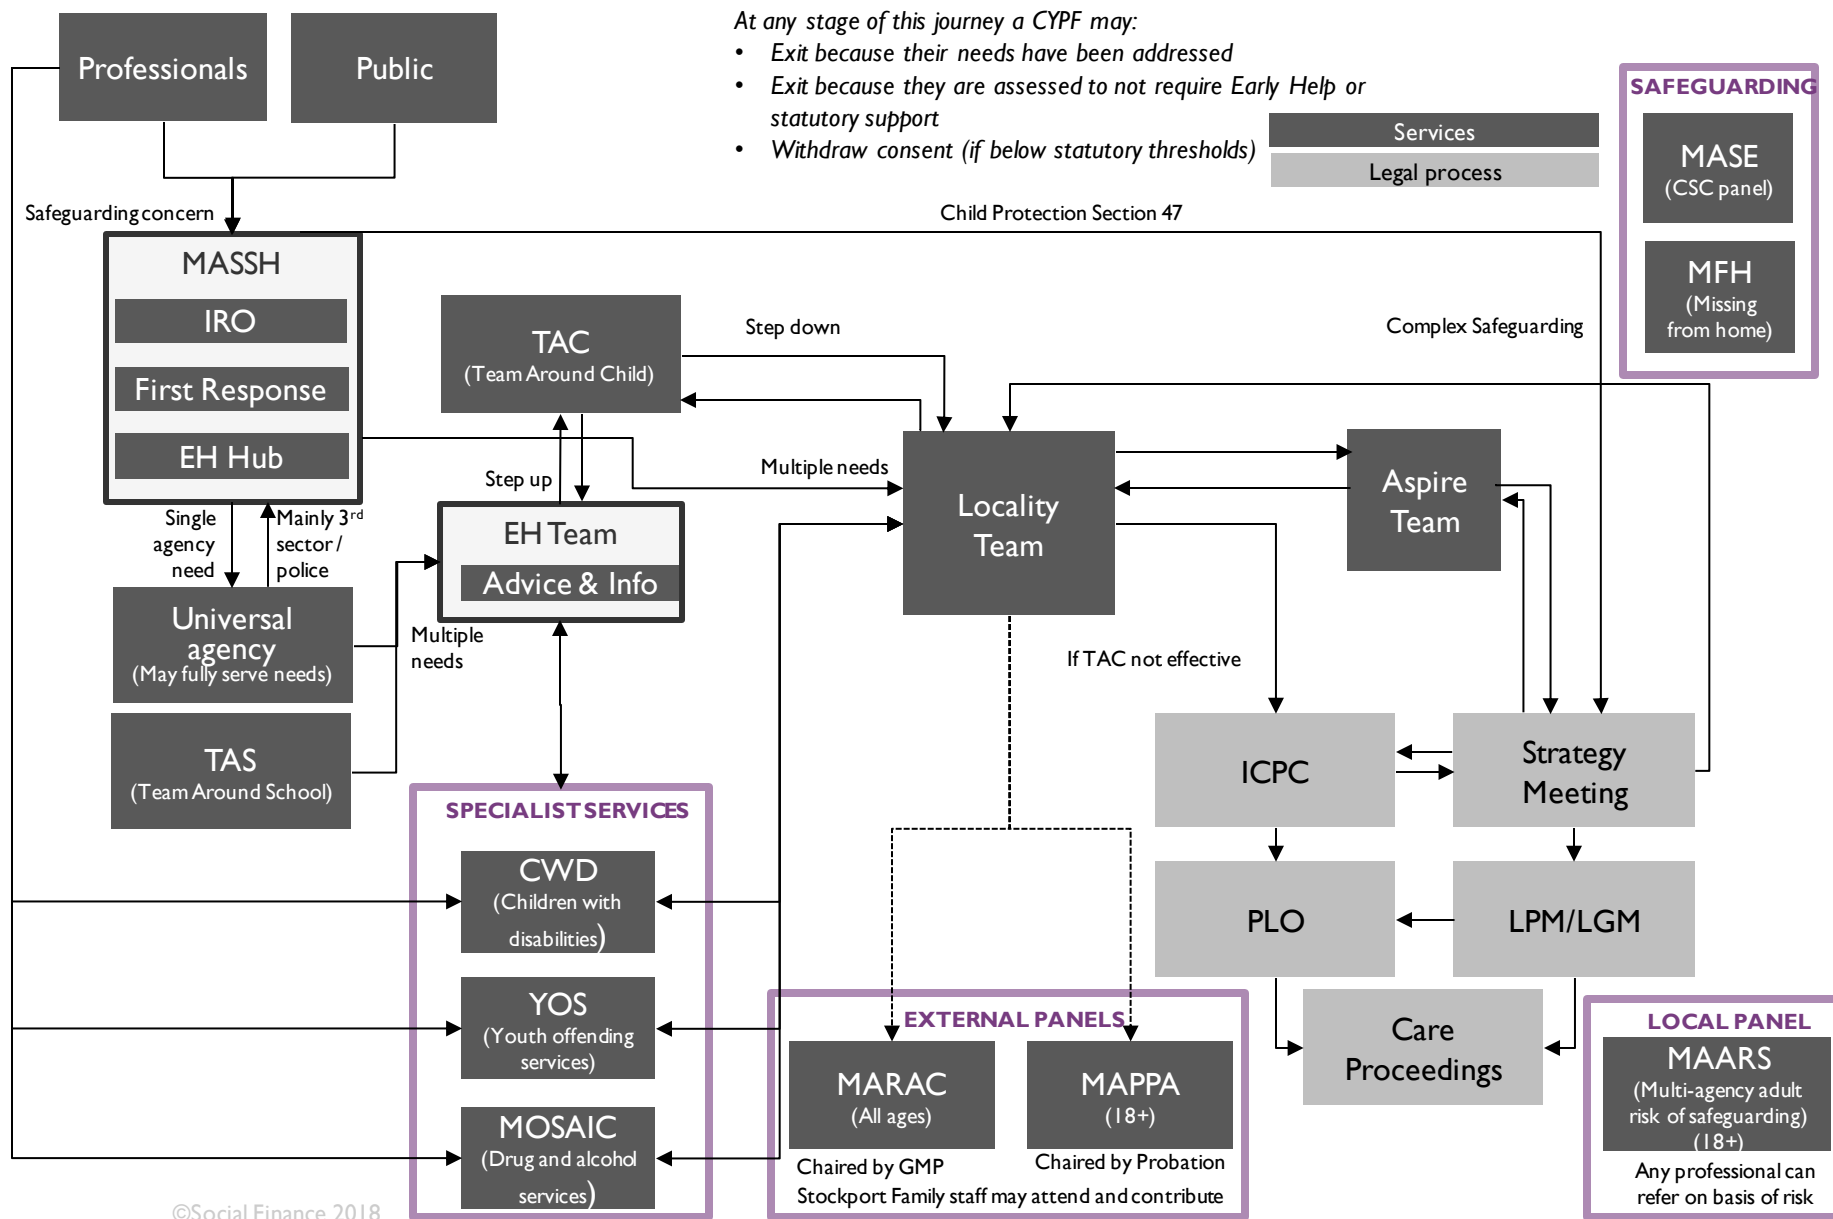 Professionals
Public
At any stage of this journey a CYPF may:
• Exit because their needs have been addressed
• Exit because they are assessed to not require Early Help or
statutory support
• Withdraw consent (if below statutory thresholds)
Services
Legal process
SAFEGUARDING
MASE
(CSC panel)
MFH
(Missing
from home)
Safeguarding concern
Child Protection Section 47
MASSH
IRO
First Response
EH Hub
TAC
(Team Around Child)
Step down
Complex Safeguarding
Multiple needs
Step up
Single
agency
need
Mainly 3rd
sector /
police
EH Team
Advice & Info
Locality
Team
Aspire
Team
Universal
agency
(May fully serve needs)
Multiple
needs
If TAC not effective
TAS
(Team Around School)
ICPC
Strategy
Meeting
SPECIALIST SERVICES
CWD
(Children with
disabilities)
YOS
(Youth offending
services)
MOSAIC
(Drug and alcohol
services)
PLO
LPM/LGM
EXTERNAL PANELS
MARAC
(All ages)
MAPPA
(18+)
Chaired by GMP
Chaired by Probation
Stockport Family staff may attend and contribute
Care
Proceedings
LOCAL PANEL
MAARS
(Multi-agency adult
risk of safeguarding)
(18+)
Any professional can
refer on basis of risk
©Social Finance 2018